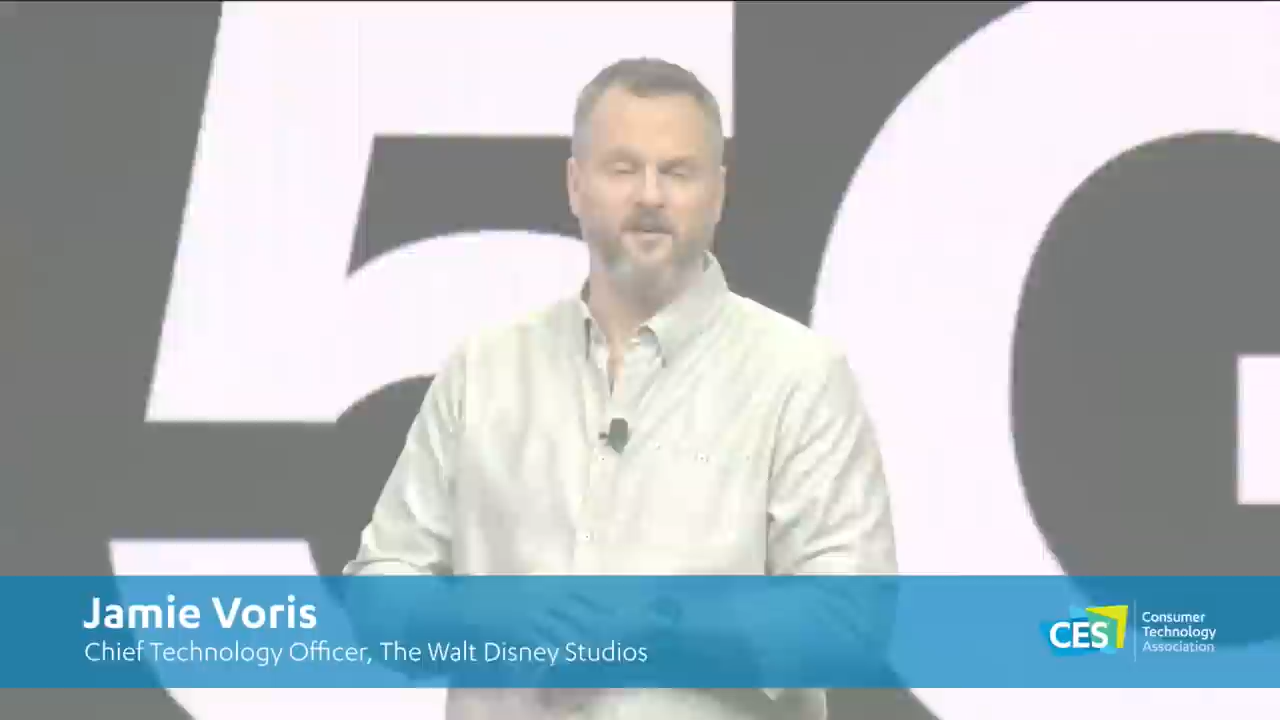 5G
Jamie Voris
Chief Technology Officer, The Walt Disney Studios
CES
Consumer
Technology
Association